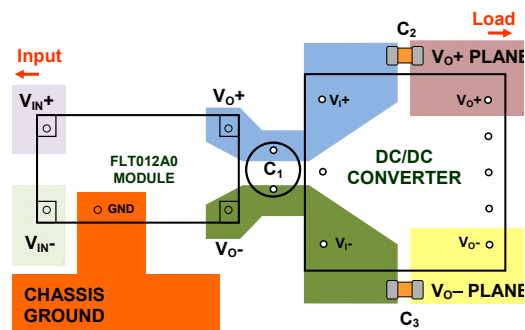 Input
Load
C2
VIN+
VO+
VO+ PLANE
VI+
VO+
FLT012A0
MODULE
C1
DC/DC
CONVERTER
GND
VIN-
VO-
VI-
VO-
VO– PLANE
CHASSIS
GROUND
C3